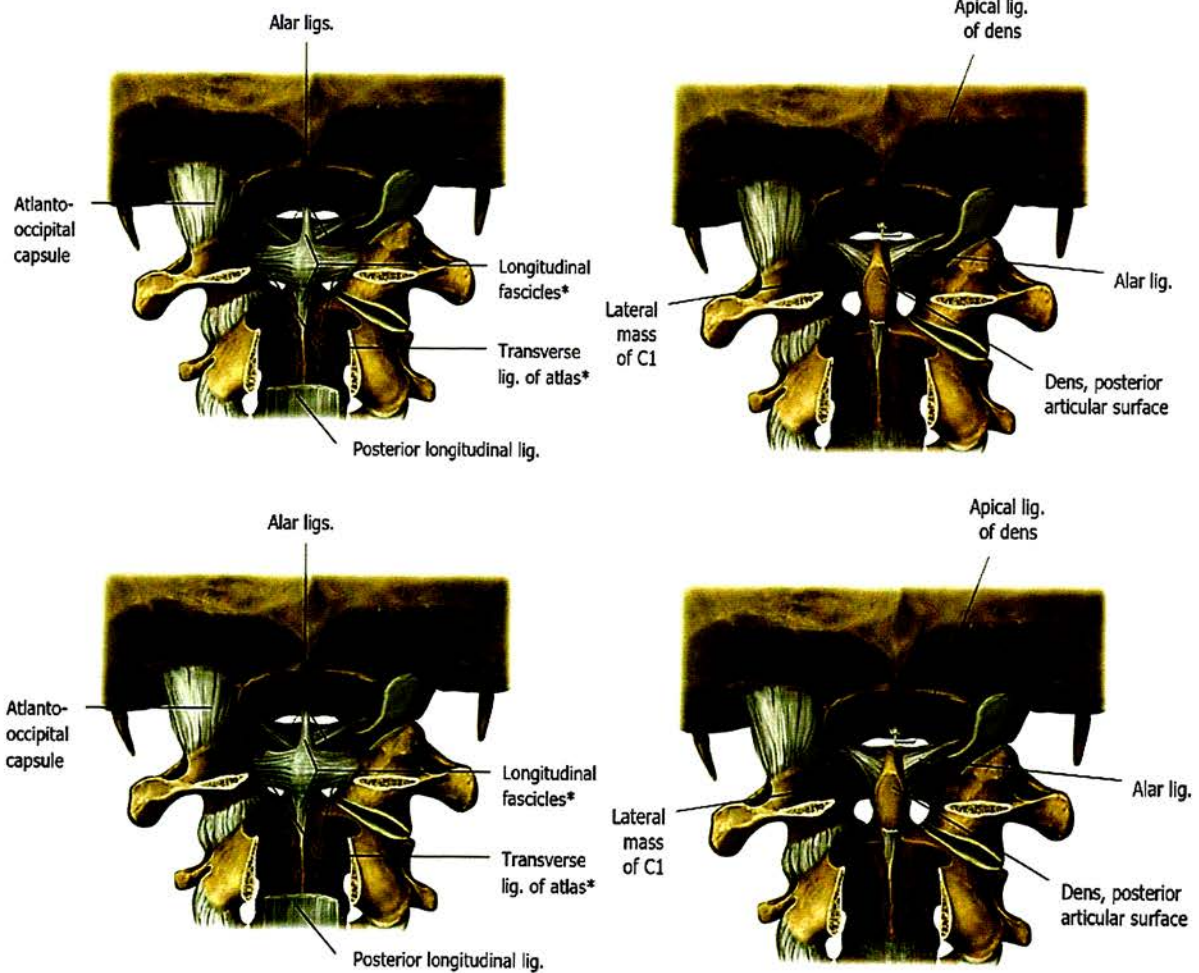 Alar ligs.
Atlanto-
occipital
capsule
Longitudinal
fascicles*
Transverse
lig. of atlas*
Posterior longitudinal lig.
Apical lig.
of dens
Lateral
mass
of C1
Alar lig.
Dens, posterior
articular surface
Alar ligs.
Atlanto-
occipital
capsule
Longitudinal
fascicles*
Transverse
lig. of atlas*
Posterior longitudinal lig.
Apical lig.
of dens
Lateral
mass
of C1
Alar lig.
Dens, posterior
articular surface